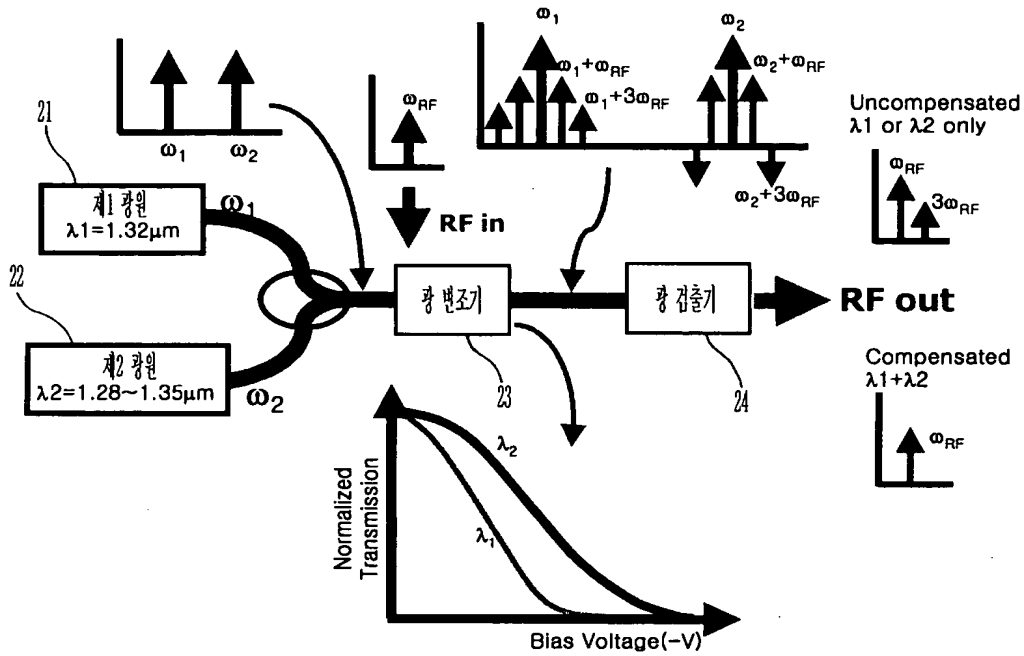 ω1
ω2
ωRF
ω1
ω1+ωRF
ω1+3ωRF
ω2
ω2+ωRF
ω2+3ωRF
Uncompensated
λ1 or λ2 only
ωRF
3ωRF
21
제1 광원
λ1=1.32μm
ω1
RF in
22
제2 광원
λ2=1.28~1.35μm
ω2
광 변조기
23
광 검출기
24
RF out
Compensated
λ1+λ2
ωRF
Normalized
Transmission
λ2
λ1
Bias Voltage(-V)